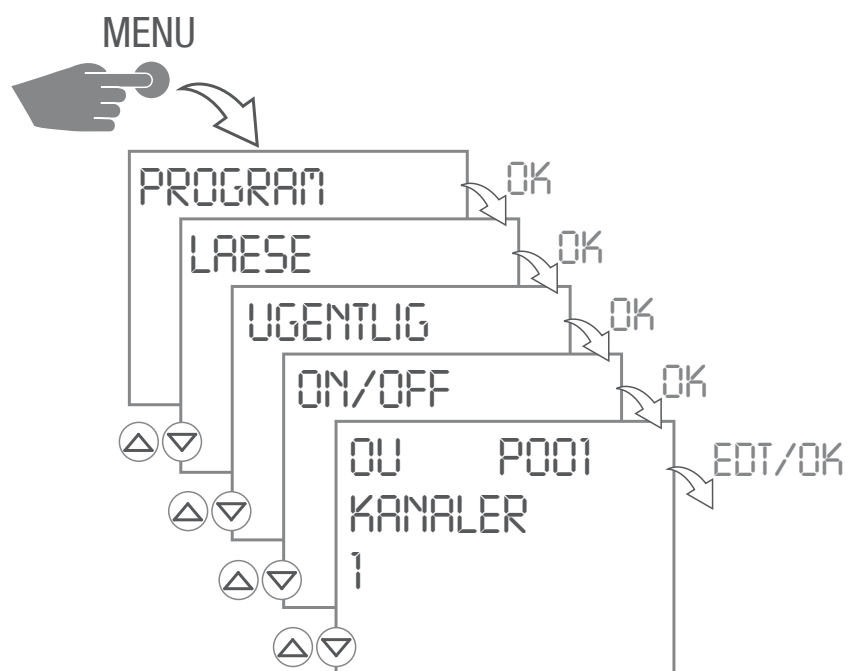 MENU
PROGRAM
OK
LAESE
OK
UGENTLIG
OK
ON/OFF
OK
OU P001
EDT/OK
KANALER
1